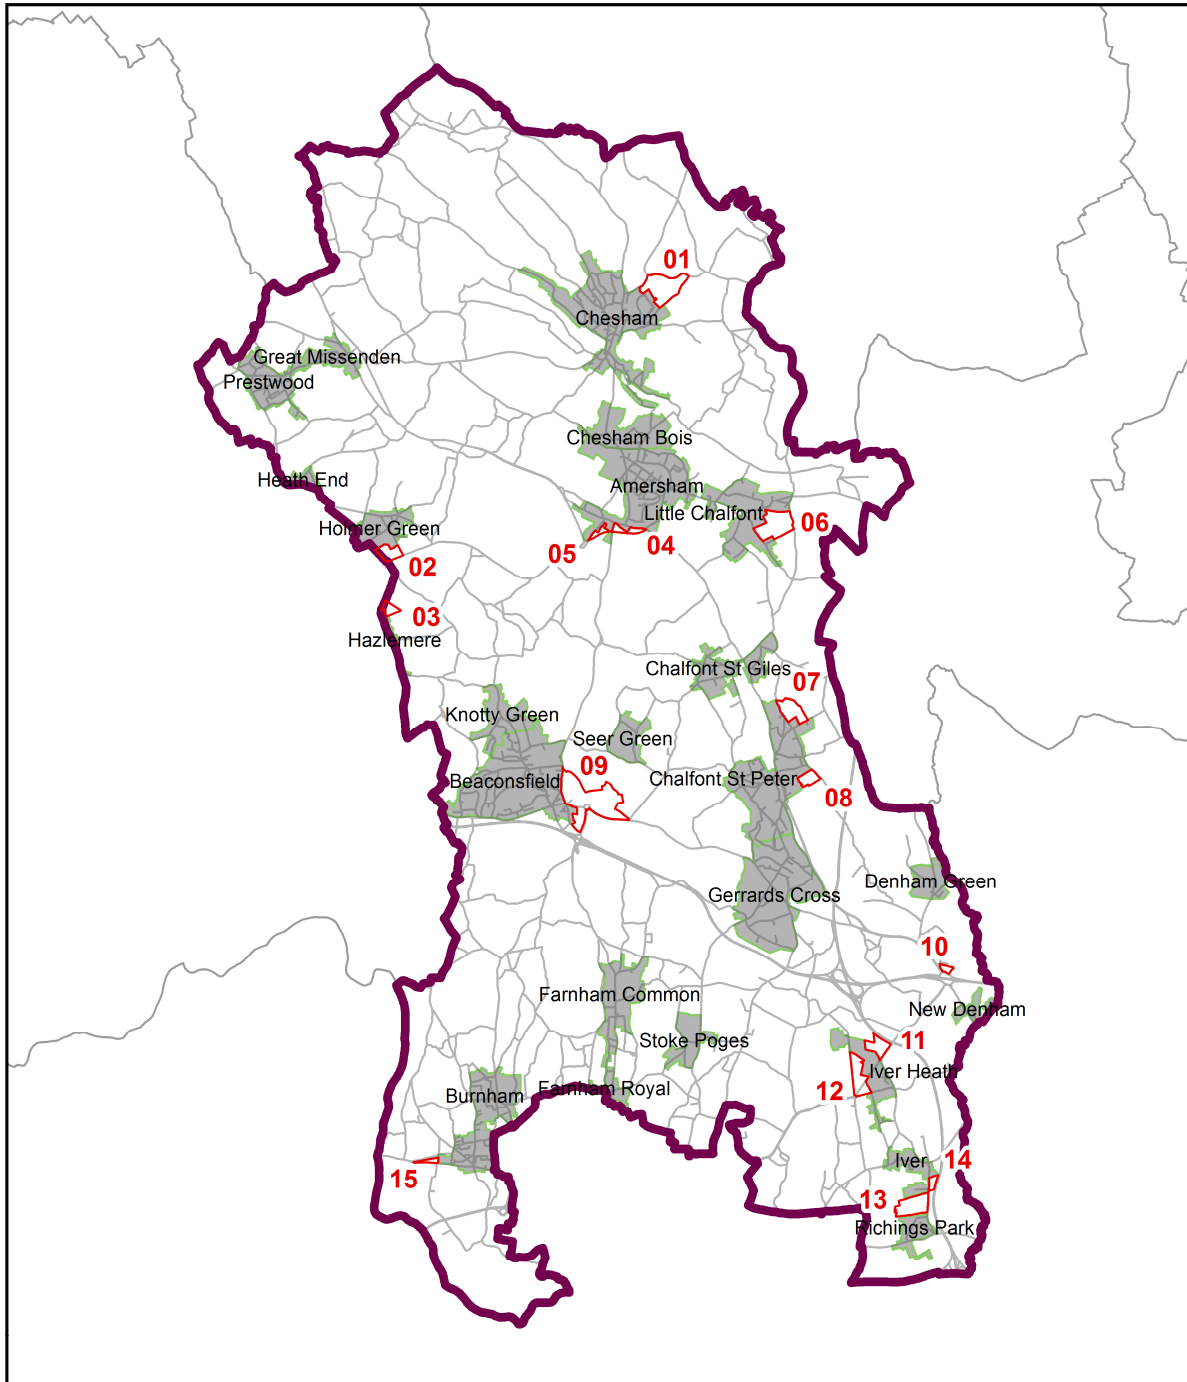 01
Chesham
Great Missenden
Prestwood
Chesham Bois
Heath End
Amersham
Little Chalfont
Holmer Green
06
05
04
02
03
Hazlemere
Chalfont St Giles
07
Knotty Green
Seer Green
09
Beaconsfield
Chalfont St Peter
08
Denham Green
Gerrards Cross
10
Farnham Common
New Denham
Stoke Poges
11
Iver Heath
12
Farnham Royal
Burnham
Iver
14
15
13
Richings Park